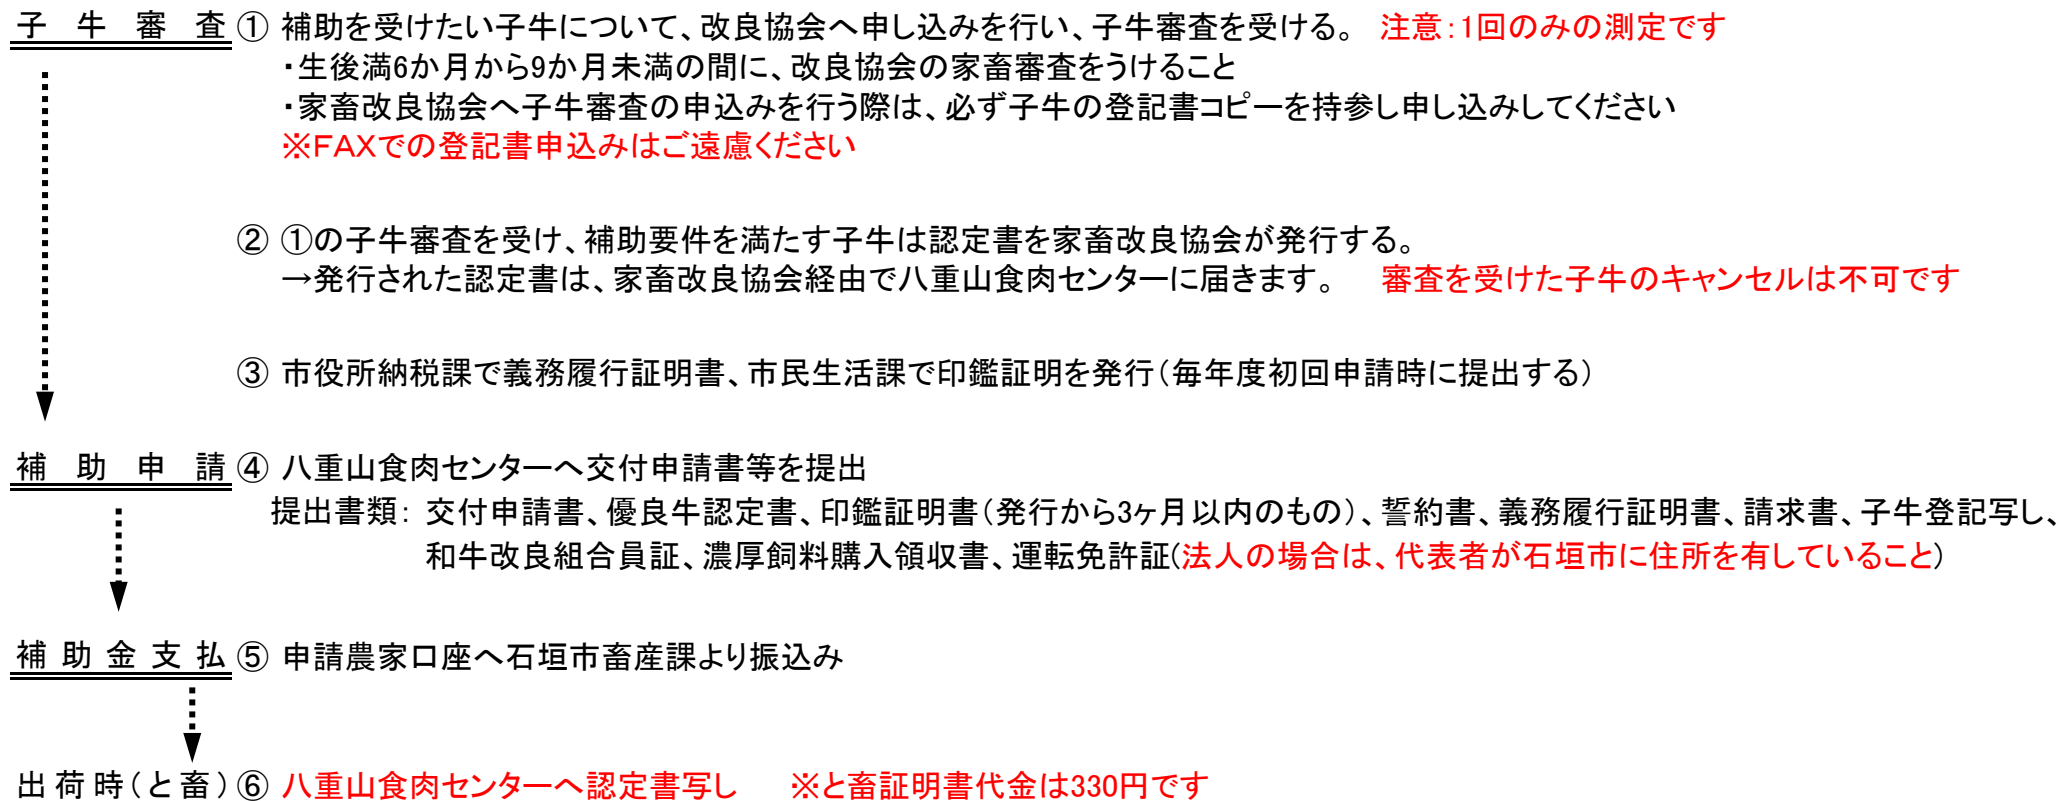 子牛審査① 補助を受けたい子牛について、改良協会へ申し込みを行い、子牛審査を受ける。 注意：1回のみの測定です
・生後満6か月から9か月未満の間に、改良協会の家畜審査をうけること
・家畜改良協会へ子牛審査の申込みを行う際は、必ず子牛の登記書コピーを持参し申し込みしてください
※FAXでの登記書申込みはご遠慮ください
② ①の子牛審査を受け、補助要件を満たす子牛は認定書を家畜改良協会が発行する。
→発行された認定書は、家畜改良協会経由で八重山食肉センターに届きます。 審査を受けた子牛のキャンセルは不可です
③ 市役所納税課で義務履行証明書、市民生活課で印鑑証明を発行（毎年度初回申請時に提出する）
補助申請④ 八重山食肉センターへ交付申請書等を提出
提出書類： 交付申請書、優良牛認定書、印鑑証明書（発行から3ヶ月以内のもの）、誓約書、義務履行証明書、請求書、子牛登記写し、
和牛改良組合員証、濃厚飼料購入領収書、運転免許証(法人の場合は、代表者が石垣市に住所を有していること)
補助金支払⑤ 申請農家口座へ石垣市畜産課より振込み
出荷時（と畜）⑥ 八重山食肉センターへ認定書写し ※と畜証明書代金は330円です